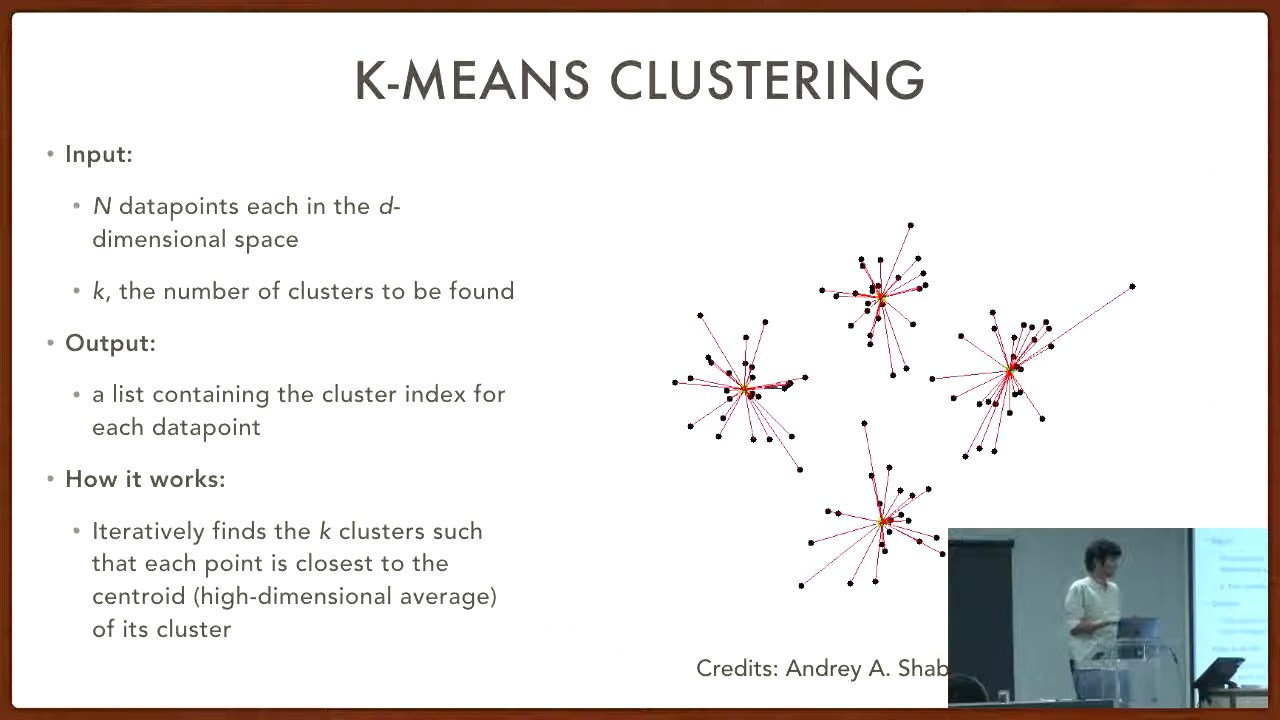 K-MEANS CLUSTERING
• Input:
• N datapoints each in the d-
dimensional space
• k, the number of clusters to be found
• Output:
• a list containing the cluster index for
each datapoint
• How it works:
• Iteratively finds the k clusters such
that each point is closest to the
centroid (high-dimensional average)
of its cluster
Credits: Andrey A. Shab